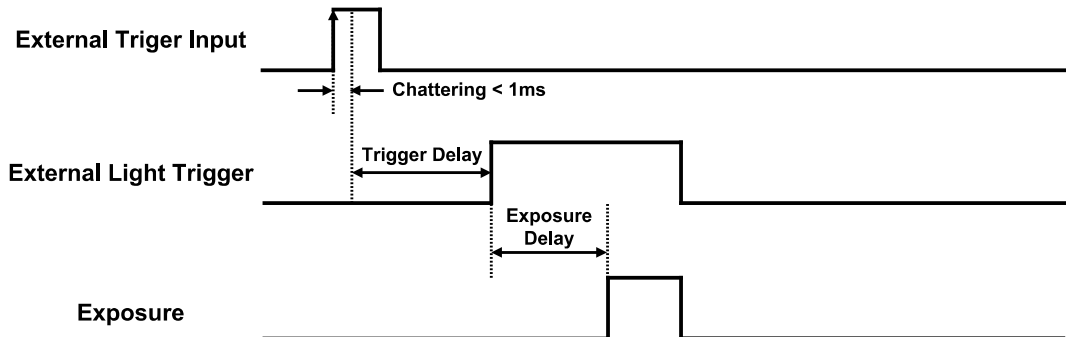 External Triger Input
Chattering < 1ms
Trigger Delay
External Light Trigger
Exposure
Delay
Exposure